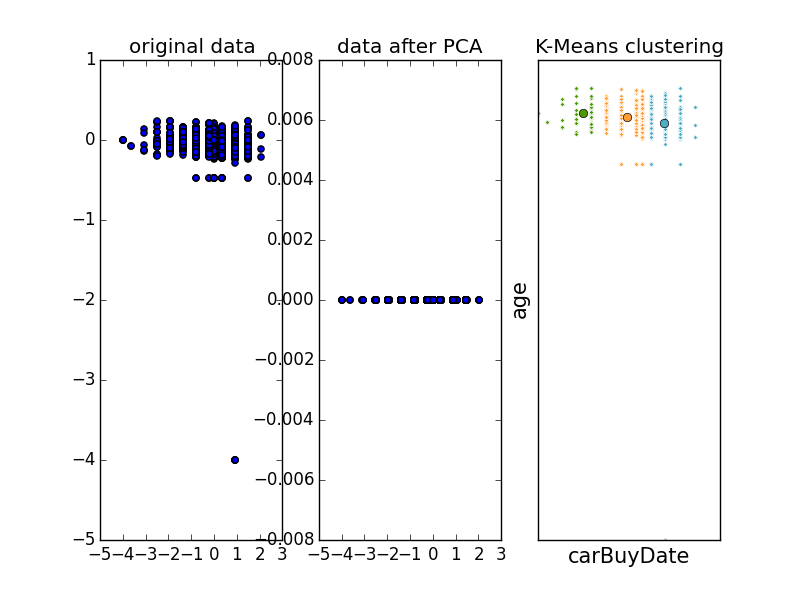 original data
data after PCA
K-Means clustering
1
0
−1
−2
−3
−4
−5
−5 −4 −3 −2 −1 0 1 2 3
0.008
0.006
0.004
0.002
0.000
−0.002
−0.004
−0.006
−0.008
−5 −4 −3 −2 −1 0 1 2 3
age
carBuyDate